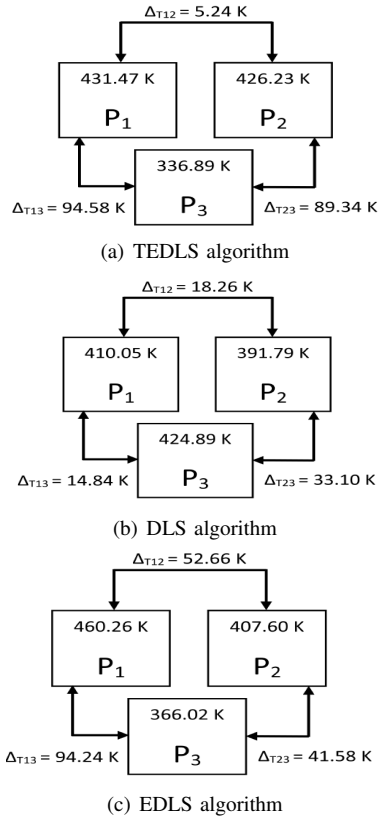 ΔT12 = 5.24 K
431.47 K 426.23 K
P1 P2
336.89 K
P3
ΔT13 = 94.58 K ΔT23 = 89.34 K
(a) TEDLS algorithm
ΔT12 = 18.26 K
410.05 K 391.79 K
P1 P2
424.89 K
P3
ΔT13 = 14.84 K ΔT23 = 33.10 K
(b) DLS algorithm
ΔT12 = 52.66 K
460.26 K 407.60 K
P1 P2
366.02 K
P3
ΔT13 = 94.24 K ΔT23 = 41.58 K
(c) EDLS algorithm